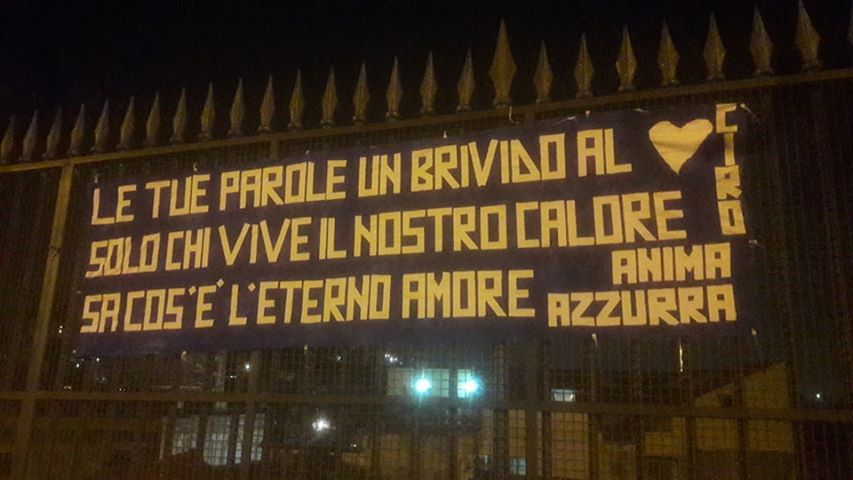 LE TUE PAROLE UN BRIVIDO AL
SOLO CHI VIVE IL NOSTRO CALORE
SA COS'E' L'ETERNO AMORE
ANIMA
AZZURRA
CIRO